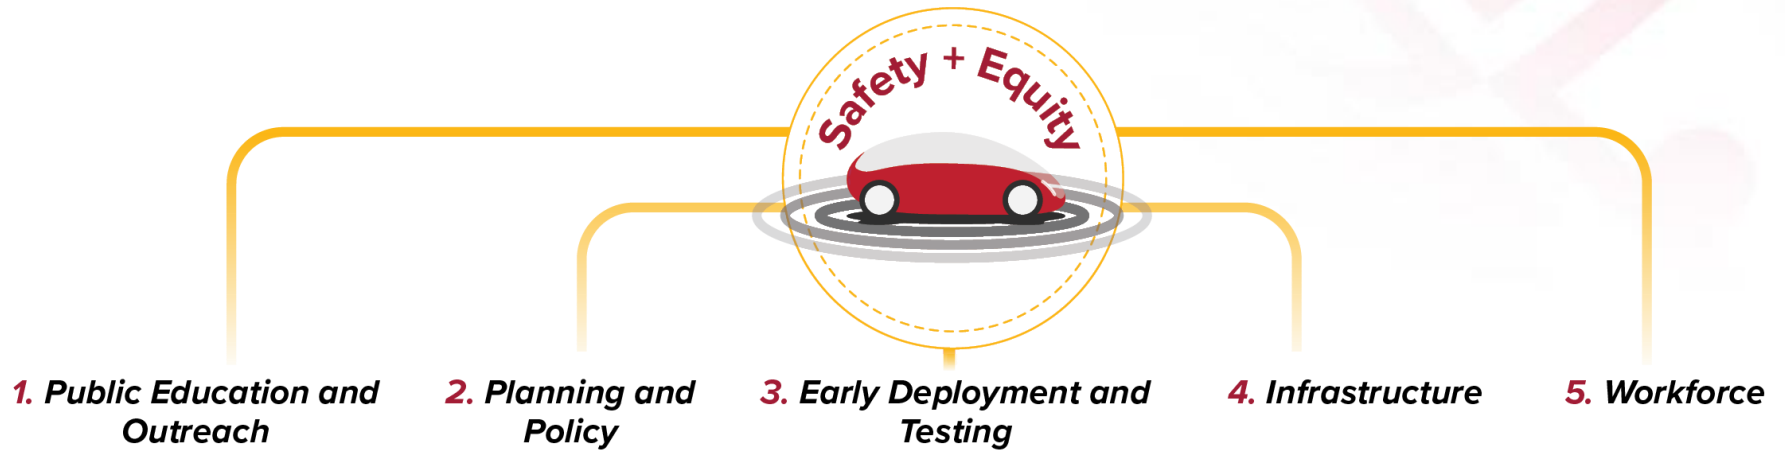 Safety + Equity
1. Public Education and
Outreach
2. Planning and
Policy
3. Early Deployment and
Testing
4. Infrastructure
5. Workforce